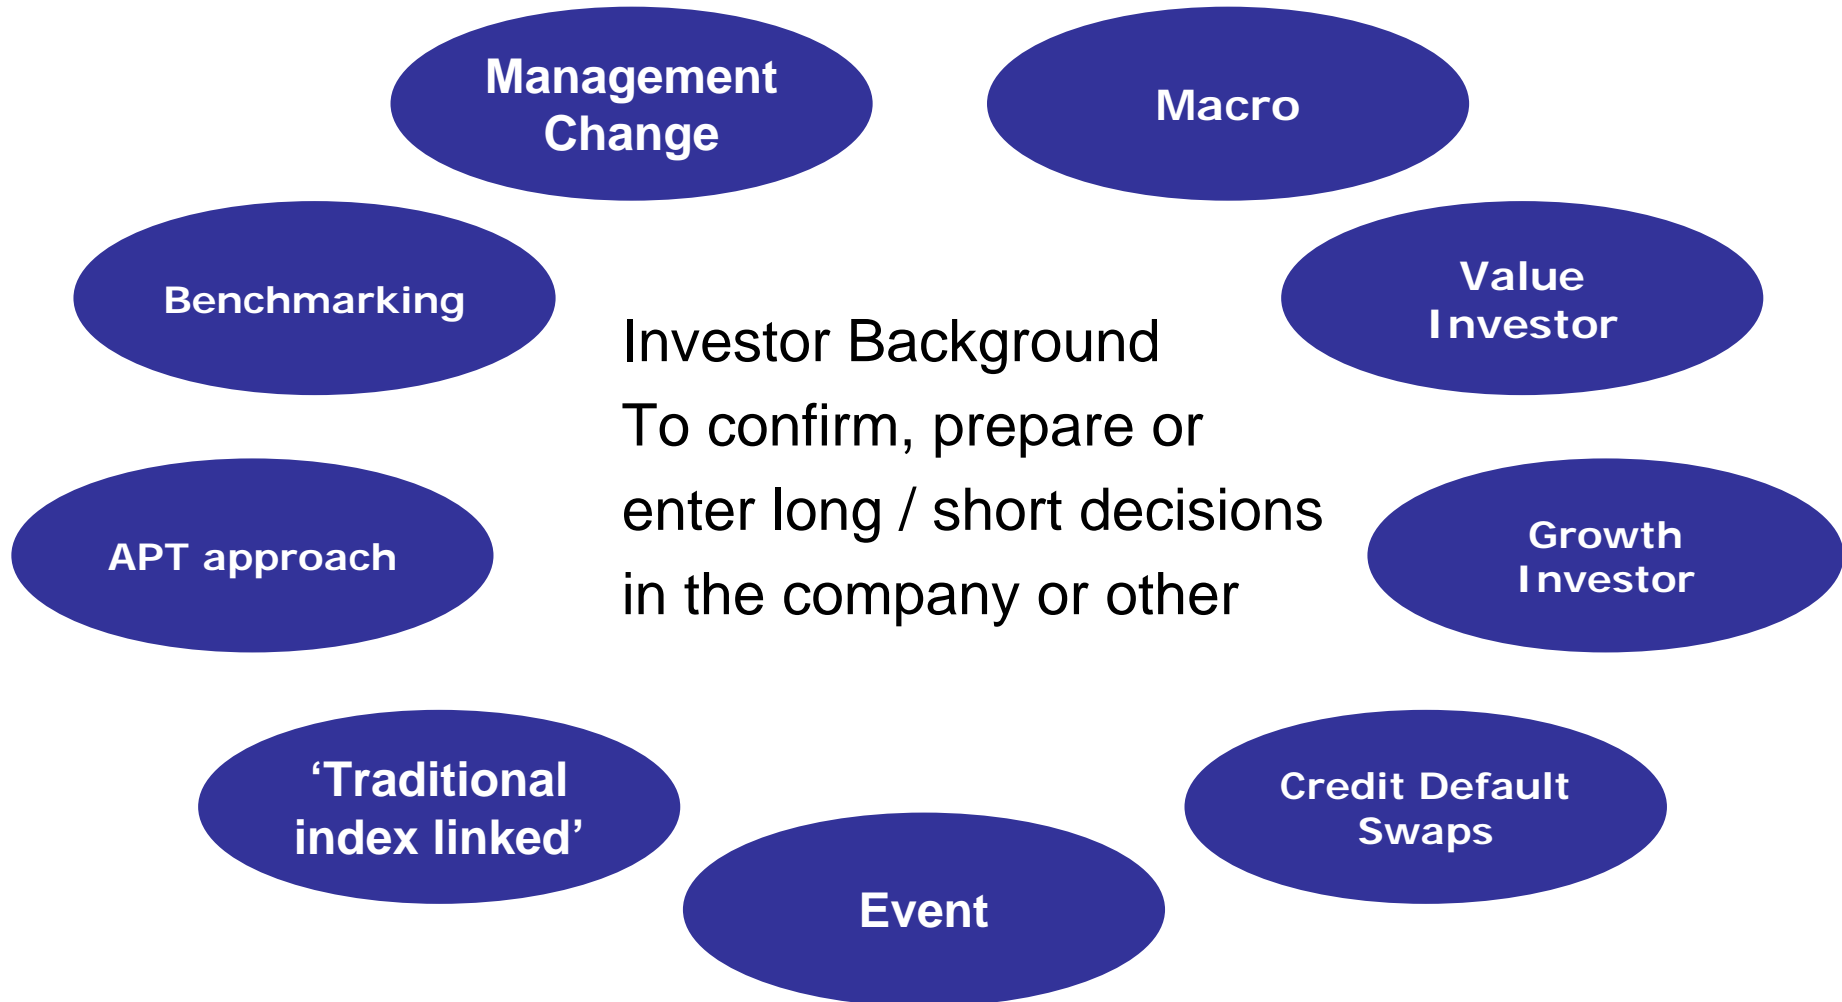 Management
Change
Macro
Benchmarking
Value
Investor
Investor Background
To confirm, prepare or
enter long / short decisions
in the company or other
APT approach
Growth
Investor
‘Traditional
index linked’
Credit Default
Swaps
Event